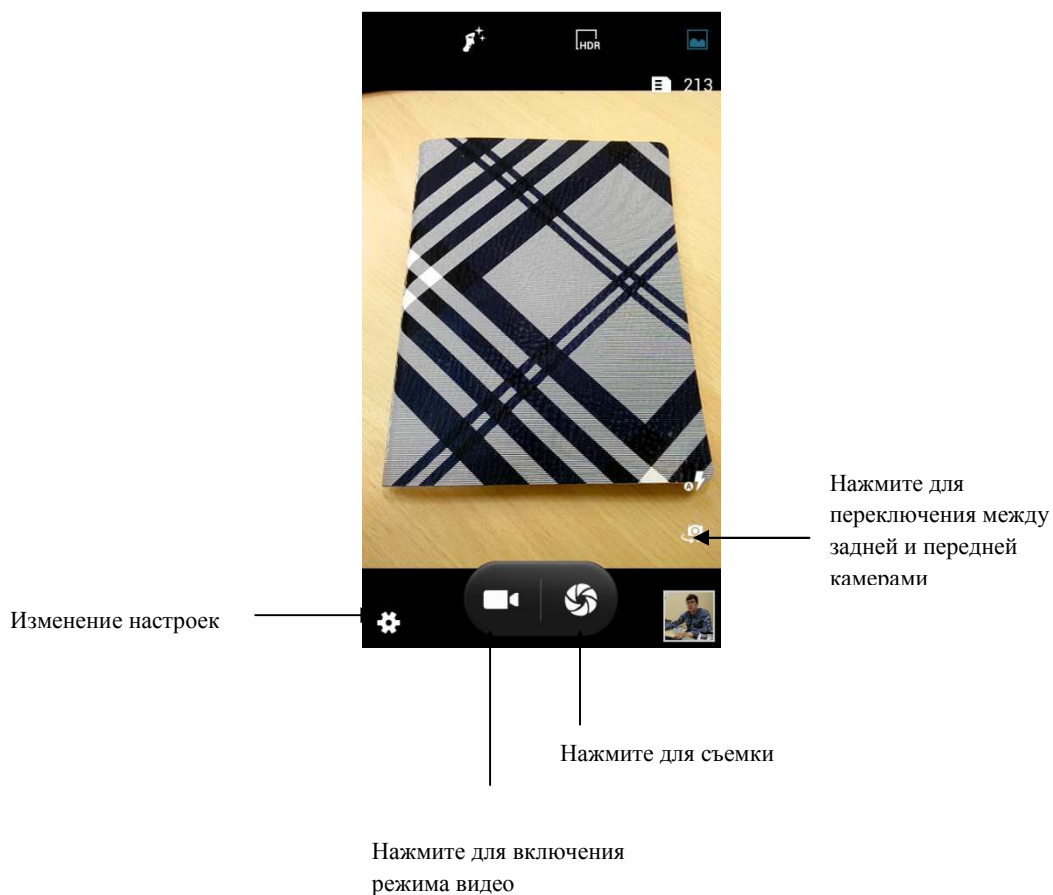 HDR
213
A
Нажмите для
переключения между
задней и передней
камерами
Изменение настроек
Нажмите для съемки
Нажмите для включения
режима видео